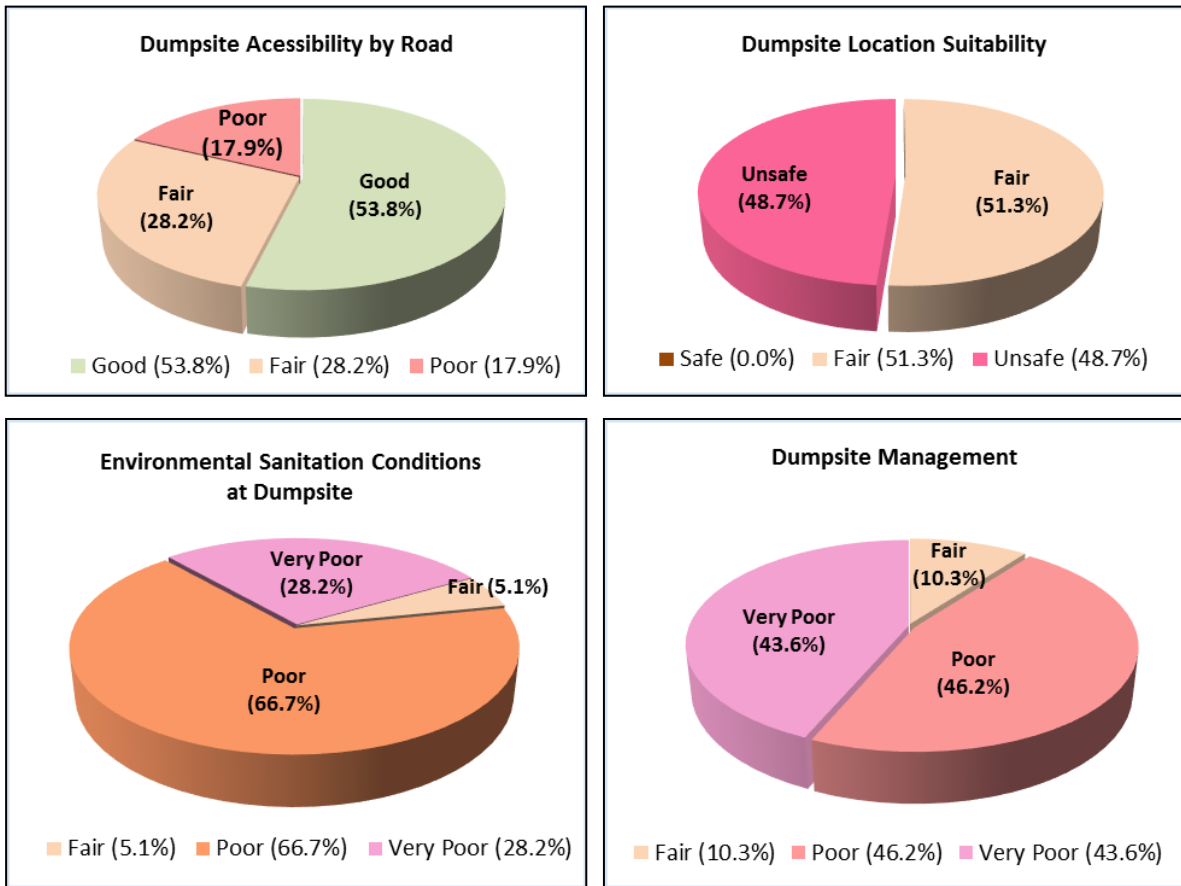 Dumpsite Acessibility by Road
Poor
(17.9%)
Fair
(28.2%)
Good
(53.8%)
Good (53.8%) Fair (28.2%) Poor (17.9%)
Dumpsite Location Suitability
Unsafe
(48.7%)
Fair
(51.3%)
Safe (0.0%) Fair (51.3%) Unsafe (48.7%)
Environmental Sanitation Conditions
at Dumpsite
Very Poor
(28.2%)
Fair (5.1%)
Poor
(66.7%)
Fair (5.1%) Poor (66.7%) Very Poor (28.2%)
Dumpsite Management
Fair
(10.3%)
Very Poor
(43.6%)
Poor
(46.2%)
Fair (10.3%) Poor (46.2%) Very Poor (43.6%)